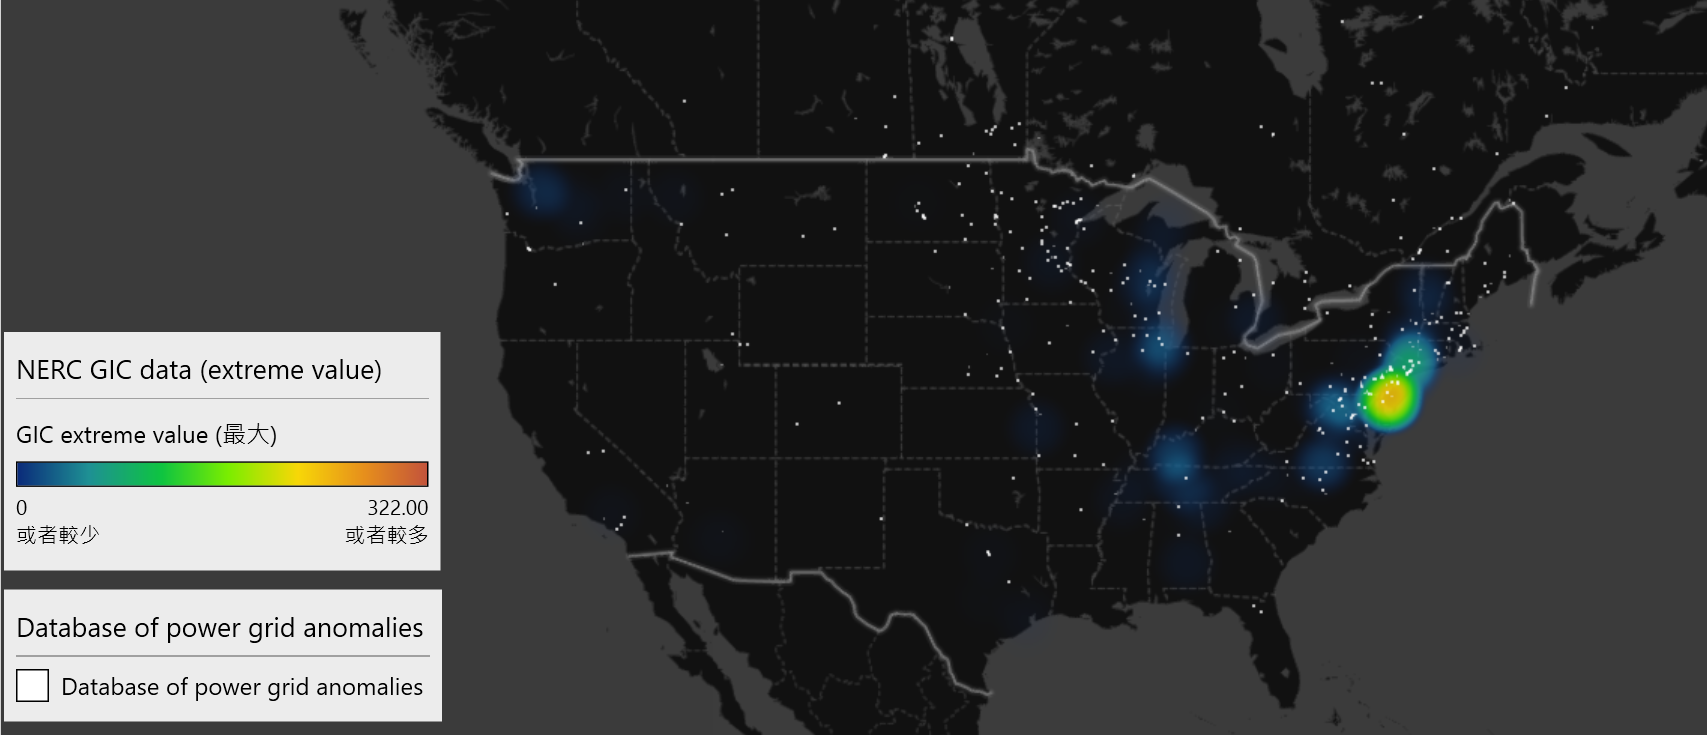 NERC GIC data (extreme value)
GIC extreme value (最大)
0 322.00
或者較少 或者較多
Database of power grid anomalies
Database of power grid anomalies